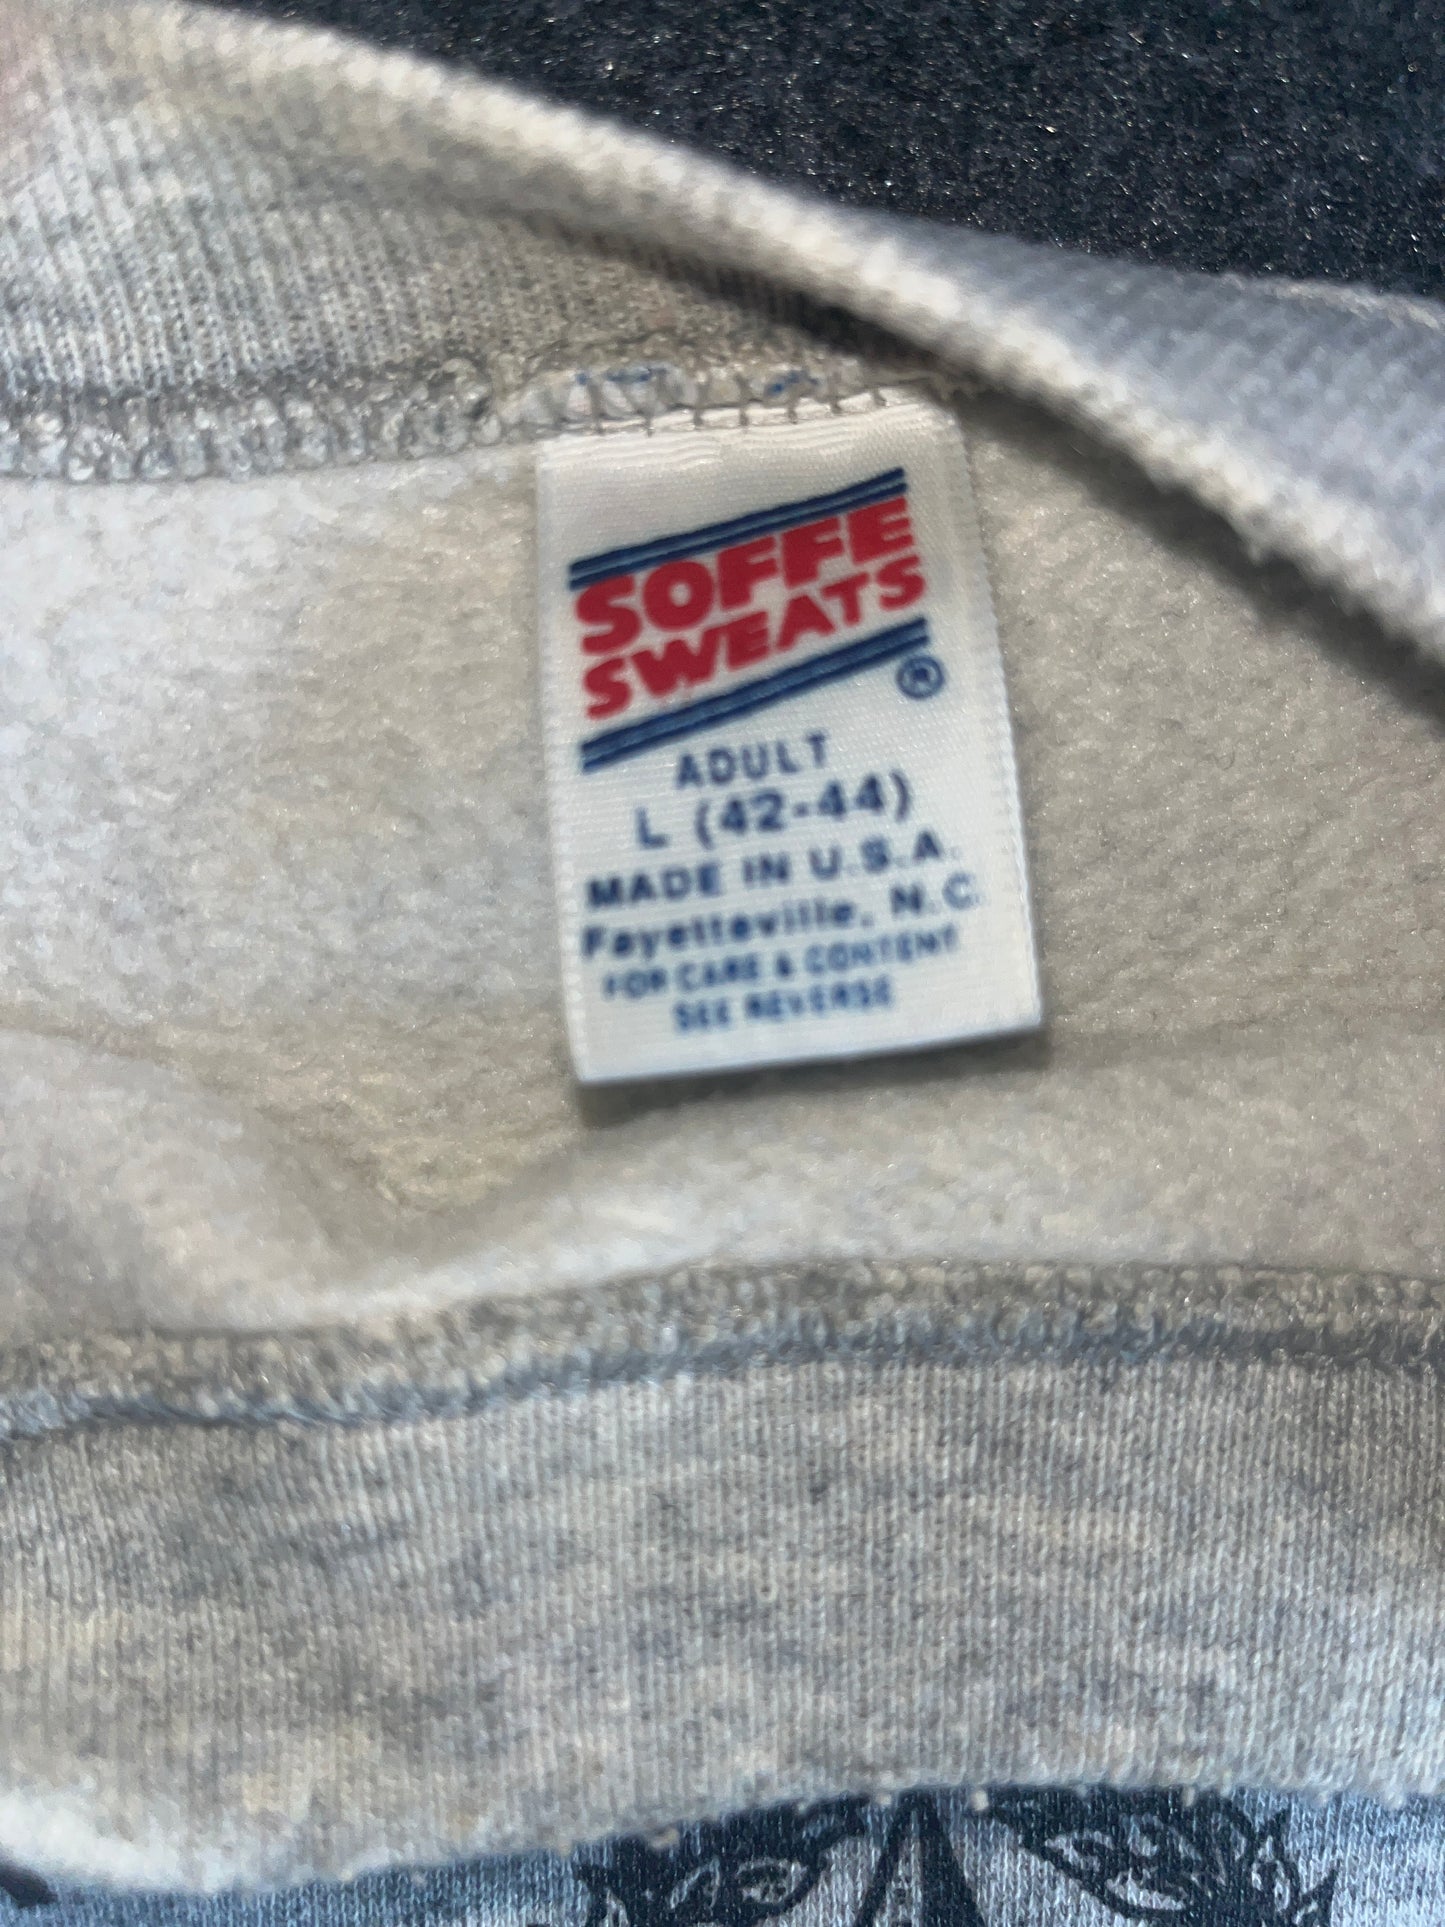 SOFFE
SWEATS
®
ADULT
L (42-44)
MADE IN U.S.A.
Fayetteville, N.C.
FOR CARE & CONTENT
SEE REVERSE